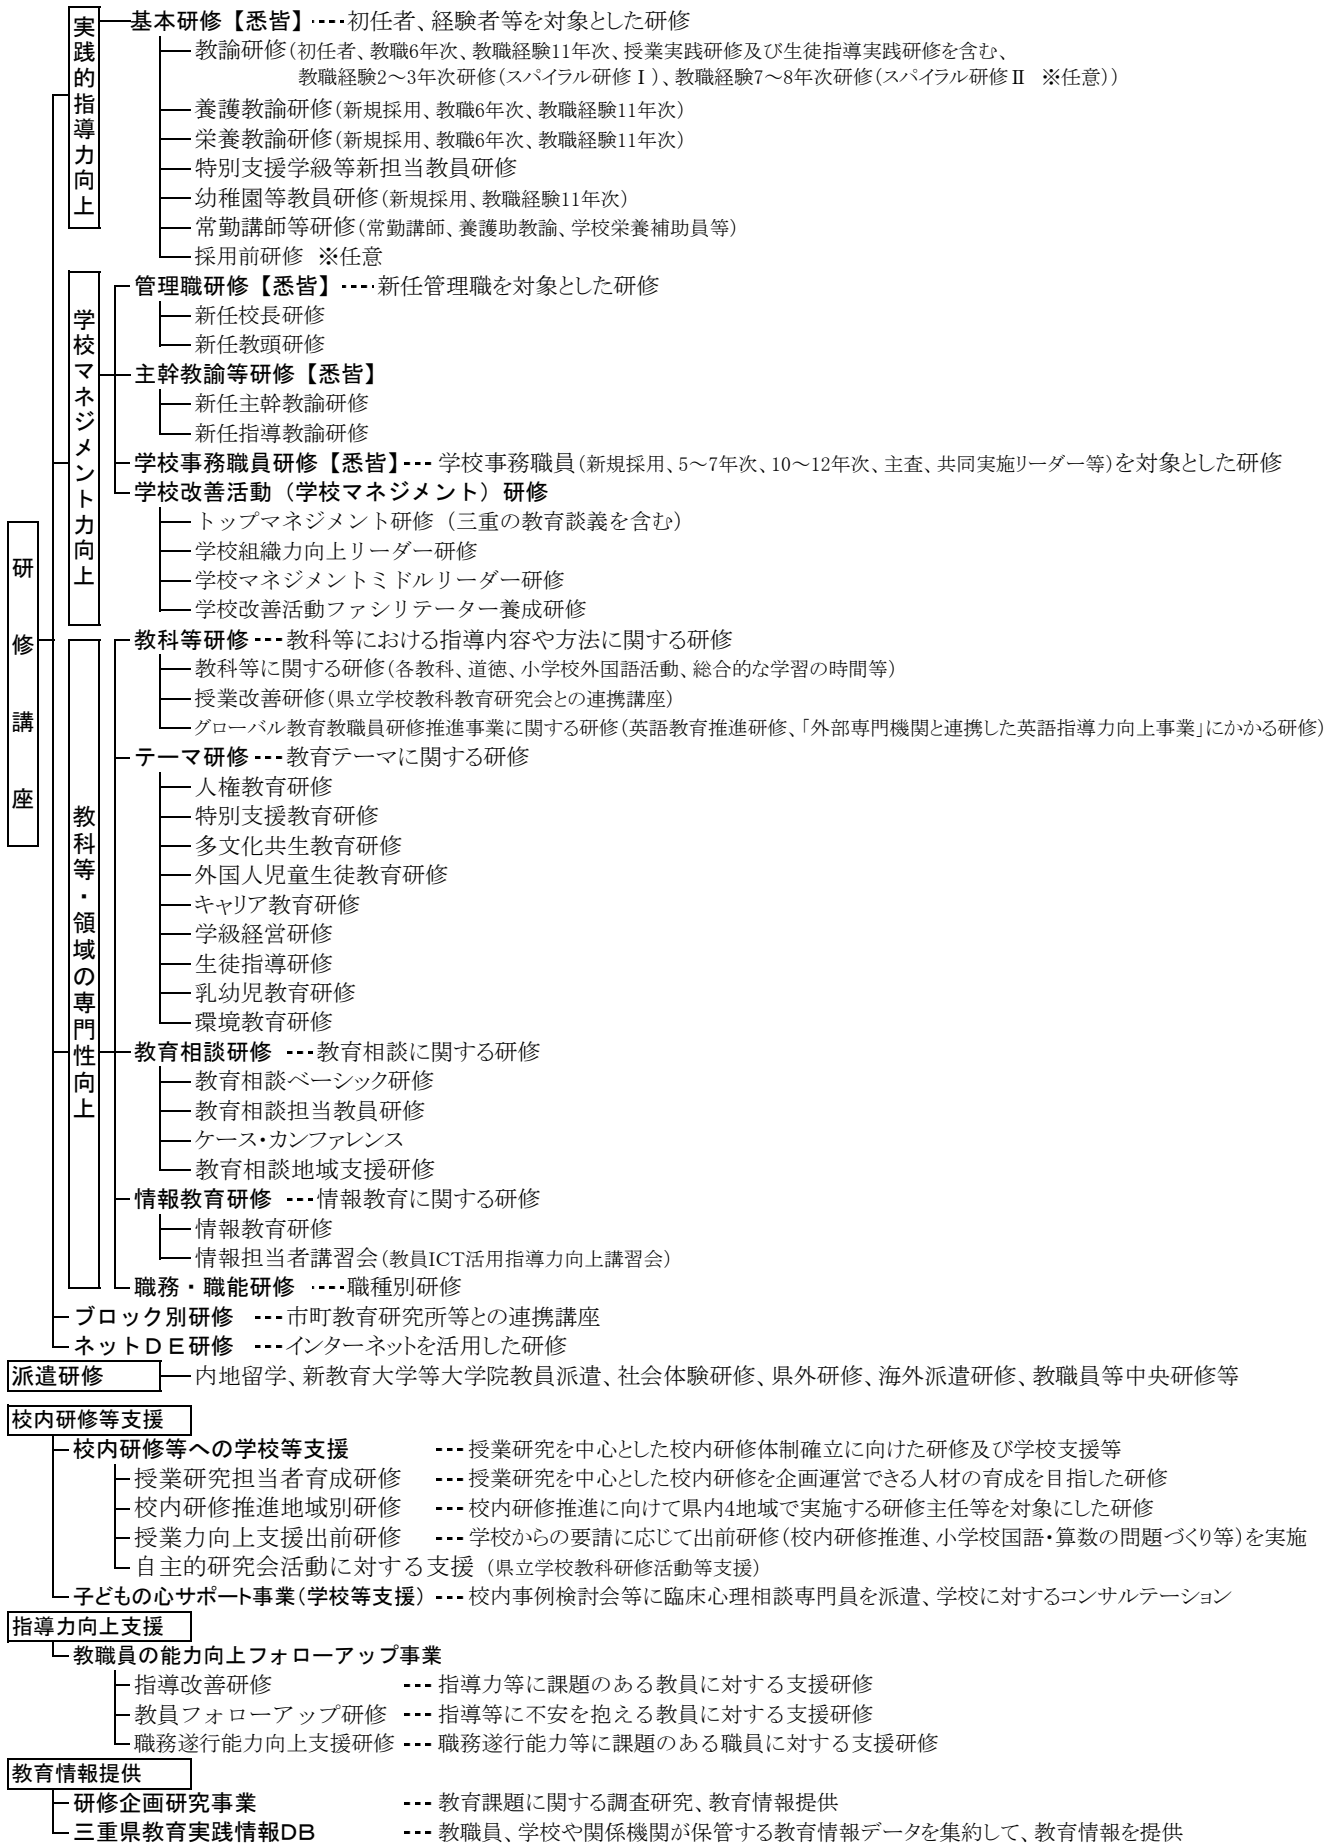 研修講座
実践的指導力向上
基本研修【悉皆】 ----初任者、経験者等を対象とした研修
教諭研修(初任者、教職6年次、教職経験11年次、授業実践研修及び生徒指導実践研修を含む、
教職経験2～3年次研修(スパイラル研修Ⅰ)、教職経験7～8年次研修(スパイラル研修Ⅱ ※任意))
養護教諭研修(新規採用、教職6年次、教職経験11年次)
栄養教諭研修(新規採用、教職6年次、教職経験11年次)
特別支援学級等新担当教員研修
幼稚園等教員研修(新規採用、教職経験11年次)
常勤講師等研修(常勤講師、養護助教諭、学校栄養補助員等)
採用前研修 ※任意
学校マネジメント力向上
管理職研修【悉皆】 ----新任管理職を対象とした研修
新任校長研修
新任教頭研修
主幹教諭等研修【悉皆】
新任主幹教諭研修
新任指導教諭研修
学校事務職員研修【悉皆】--- 学校事務職員(新規採用、5～7年次、10～12年次、主査、共同実施リーダー等)を対象とした研修
学校改善活動（学校マネジメント）研修
トップマネジメント研修（三重の教育談義を含む）
学校組織力向上リーダー研修
学校マネジメントミドルリーダー研修
学校改善活動ファシリテーター養成研修
教科等・領域の専門性向上
教科等研修 ---教科等における指導内容や方法に関する研修
教科等に関する研修(各教科、道徳、小学校外国語活動、総合的な学習の時間等)
授業改善研修(県立学校教科教育研究会との連携講座)
グローバル教育教職員研修推進事業に関する研修(英語教育推進研修、「外部専門機関と連携した英語指導力向上事業」にかかる研修)
テーマ研修 ---教育テーマに関する研修
人権教育研修
特別支援教育研修
多文化共生教育研修
外国人児童生徒教育研修
キャリア教育研修
学級経営研修
生徒指導研修
乳幼児教育研修
環境教育研修
教育相談研修 ---教育相談に関する研修
教育相談ベーシック研修
教育相談担当教員研修
ケース・カンファレンス
教育相談地域支援研修
情報教育研修 ---情報教育に関する研修
情報教育研修
情報担当者講習会(教員ICT活用指導力向上講習会)
職務・職能研修 ----職種別研修
ブロック別研修 ---市町教育研究所等との連携講座
ネットＤＥ研修 ---インターネットを活用した研修
派遣研修 内地留学、新教育大学等大学院教員派遣、社会体験研修、県外研修、海外派遣研修、教職員等中央研修等
校内研修等支援
校内研修等への学校等支援 ---授業研究を中心とした校内研修体制確立に向けた研修及び学校支援等
授業研究担当者育成研修 ---授業研究を中心とした校内研修を企画運営できる人材の育成を目指した研修
校内研修推進地域別研修 ---校内研修推進に向けて県内4地域で実施する研修主任等を対象にした研修
授業力向上支援出前研修 ---学校からの要請に応じて出前研修(校内研修推進、小学校国語・算数の問題づくり等)を実施
自主的研究会活動に対する支援（県立学校教科研修活動等支援）
子どもの心サポート事業(学校等支援) ---校内事例検討会等に臨床心理相談専門員を派遣、学校に対するコンサルテーション
指導力向上支援
教職員の能力向上フォローアップ事業
指導改善研修 --- 指導力等に課題のある教員に対する支援研修
教員フォローアップ研修 --- 指導等に不安を抱える教員に対する支援研修
職務遂行能力向上支援研修 --- 職務遂行能力等に課題のある職員に対する支援研修
教育情報提供
研修企画研究事業 --- 教育課題に関する調査研究、教育情報提供
三重県教育実践情報DB --- 教職員、学校や関係機関が保管する教育情報データを集約して、教育情報を提供